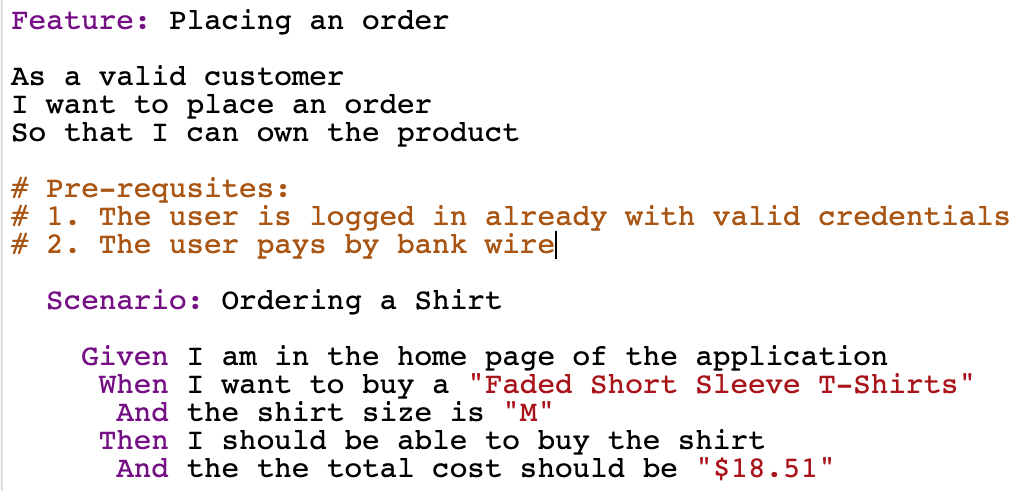 Feature: Placing an order
As a valid customer
I want to place an order
So that I can own the product
# Pre-requsites:
# 1. The user is logged in already with valid credentials
# 2. The user pays by bank wire
Scenario: Ordering a Shirt
Given I am in the home page of the application
When I want to buy a "Faded Short Sleeve T-Shirts"
And the shirt size is "M"
Then I should be able to buy the shirt
And the the total cost should be "$18.51"